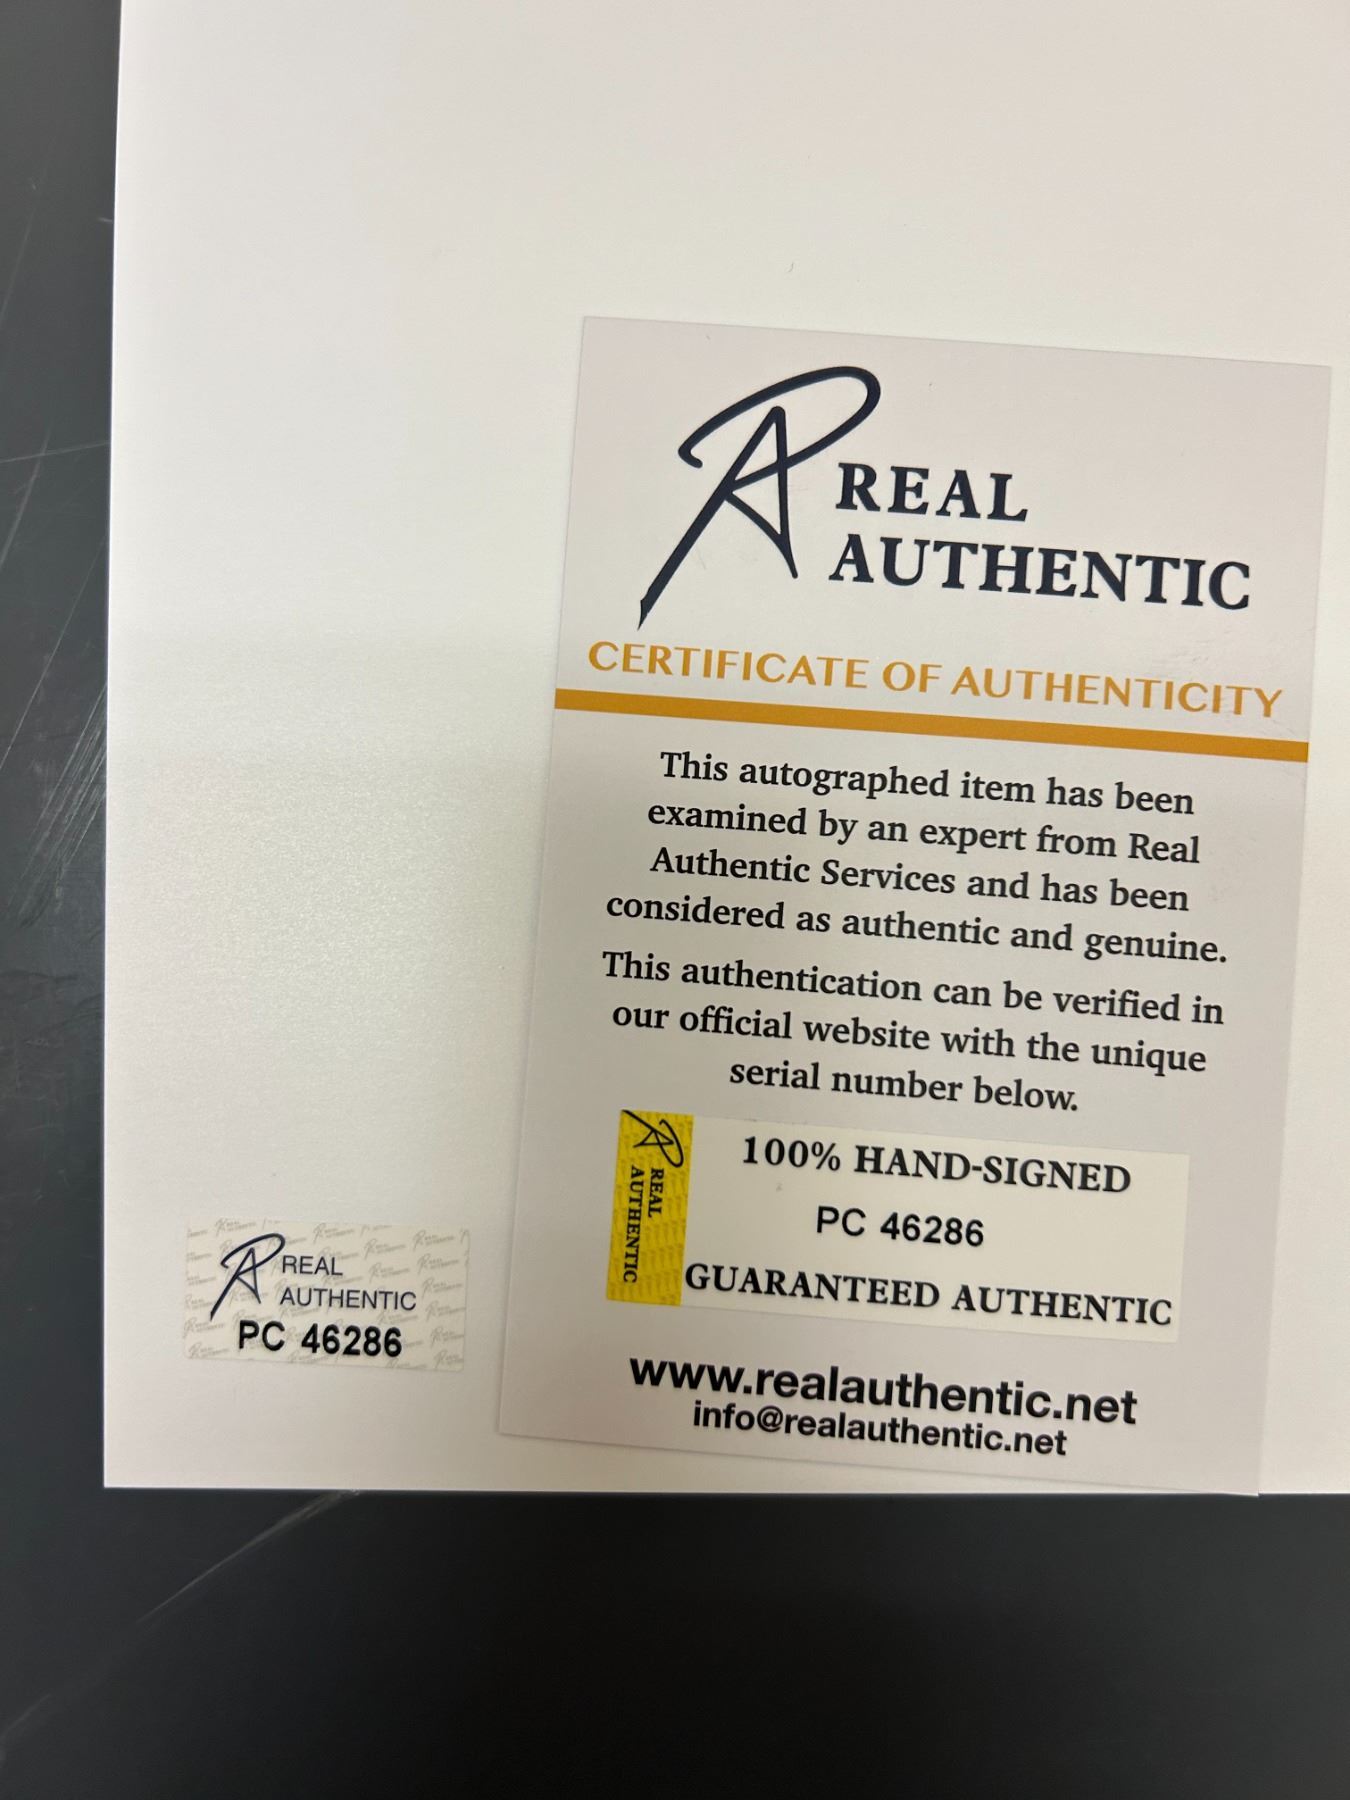 REAL
AUTHENTIC
CERTIFICATE OF AUTHENTICITY
This autographed item has been
examined by an expert from Real
Authentic Services and has been
considered as authentic and genuine.
This authentication can be verified in
our official website with the unique
serial number below.
REAL
AUTHENTIC
100% HAND-SIGNED
PC 46286
GUARANTEED AUTHENTIC
www.realauthentic.net
info@realauthentic.net
REAL
AUTHENTIC
PC 46286